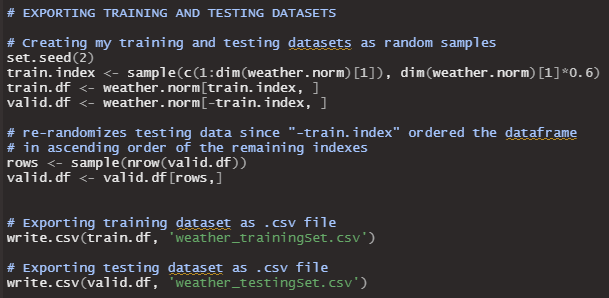 # EXPORTING TRAINING AND TESTING DATASETS
# Creating my training and testing datasets as random samples
set.seed(2)
train.index <- sample(c(1:dim(weather.norm)[1]), dim(weather.norm)[1]*0.6)
train.df <- weather.norm[train.index, ]
valid.df <- weather.norm[-train.index, ]
# re-randomizes testing data since "-train.index" ordered the dataframe
# in ascending order of the remaining indexes
rows <- sample(nrow(valid.df))
valid.df <- valid.df[rows,]
# Exporting training dataset as .csv file
write.csv(train.df, 'weather_trainingSet.csv')
# Exporting testing dataset as .csv file
write.csv(valid.df, 'weather_testingSet.csv')